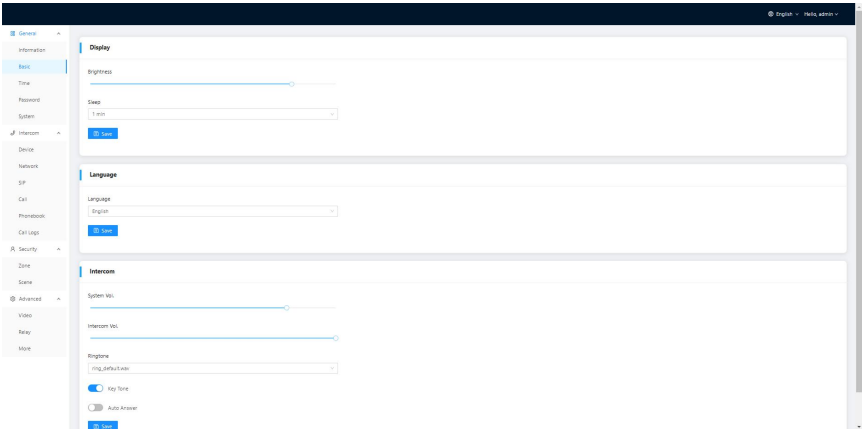 English
Hello, admin
General
Information
Basic
Time
Password
System
Intercom
Device
Network
SIP
Call
Phonebook
Call Logs
Security
Zone
Scene
Advanced
Video
Relay
More
Display
Brightness
Sleep
1 min
Save
Language
Language
English
Save
Intercom
System Vol.
Intercom Vol.
Ringtone
ring_default.wav
Key Tone
Auto Answer
Save